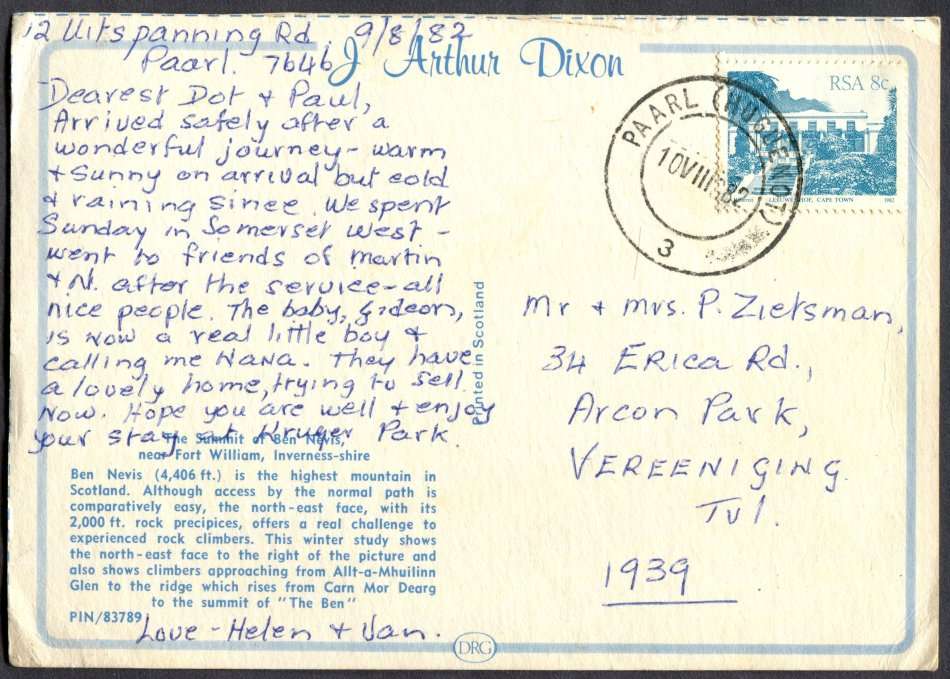 12 Uitspanning Rd 9/8/82
Paarl. 7646
J Arthur Dixon
Dearest Dot & Paul,
Arrived safely after a
wonderful journey - warm
& Sunny on arrival but cold
& raining since. We spent
Sunday in Somerset West -
went to friends of Martin
& N. after the service - all
nice people. The baby, Gideon,
is now a real little boy &
calling me NANA. They have
a lovely home, trying to sell
now. Hope you are well & enjoy
your stay at Kruger Park.
The Summit of Ben Nevis,
near Fort William, Inverness-shire
Ben Nevis (4,406 ft.) is the highest mountain in
Scotland. Although access by the normal path is
comparatively easy, the north-east face, with its
2,000 ft. rock precipices, offers a real challenge to
experienced rock climbers. This winter study shows
the north-east face to the right of the picture and
also shows climbers approaching from Allt-a-Mhuilinn
Glen to the ridge which rises from Carn Mor Dearg
to the summit of "The Ben"
PIN/83789
Love - Helen & Van.
Printed in Scotland
DRG
RSA 8c
LEEUWENHOF, CAPE TOWN 1982
PAARL (HUGUENOT)
10 VIII 82
3
Mr & Mrs. P. Zietsman,
34 Erica Rd.,
Arcon Park,
VEREENIGING
Tvl.
1939